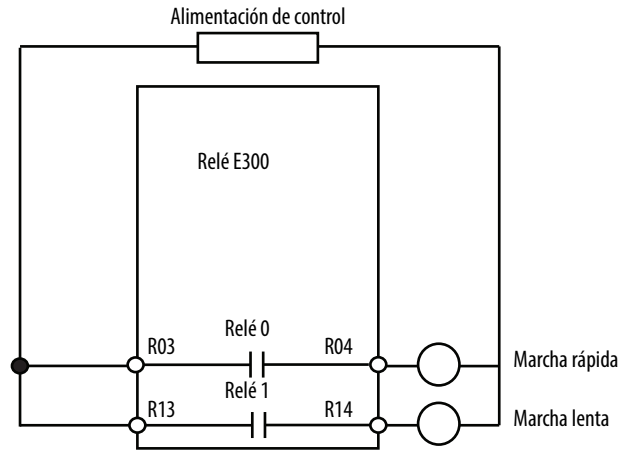 Alimentación de control
Relé E300
Relé 0
R03
R04
Marcha rápida
Relé 1
R13
R14
Marcha lenta